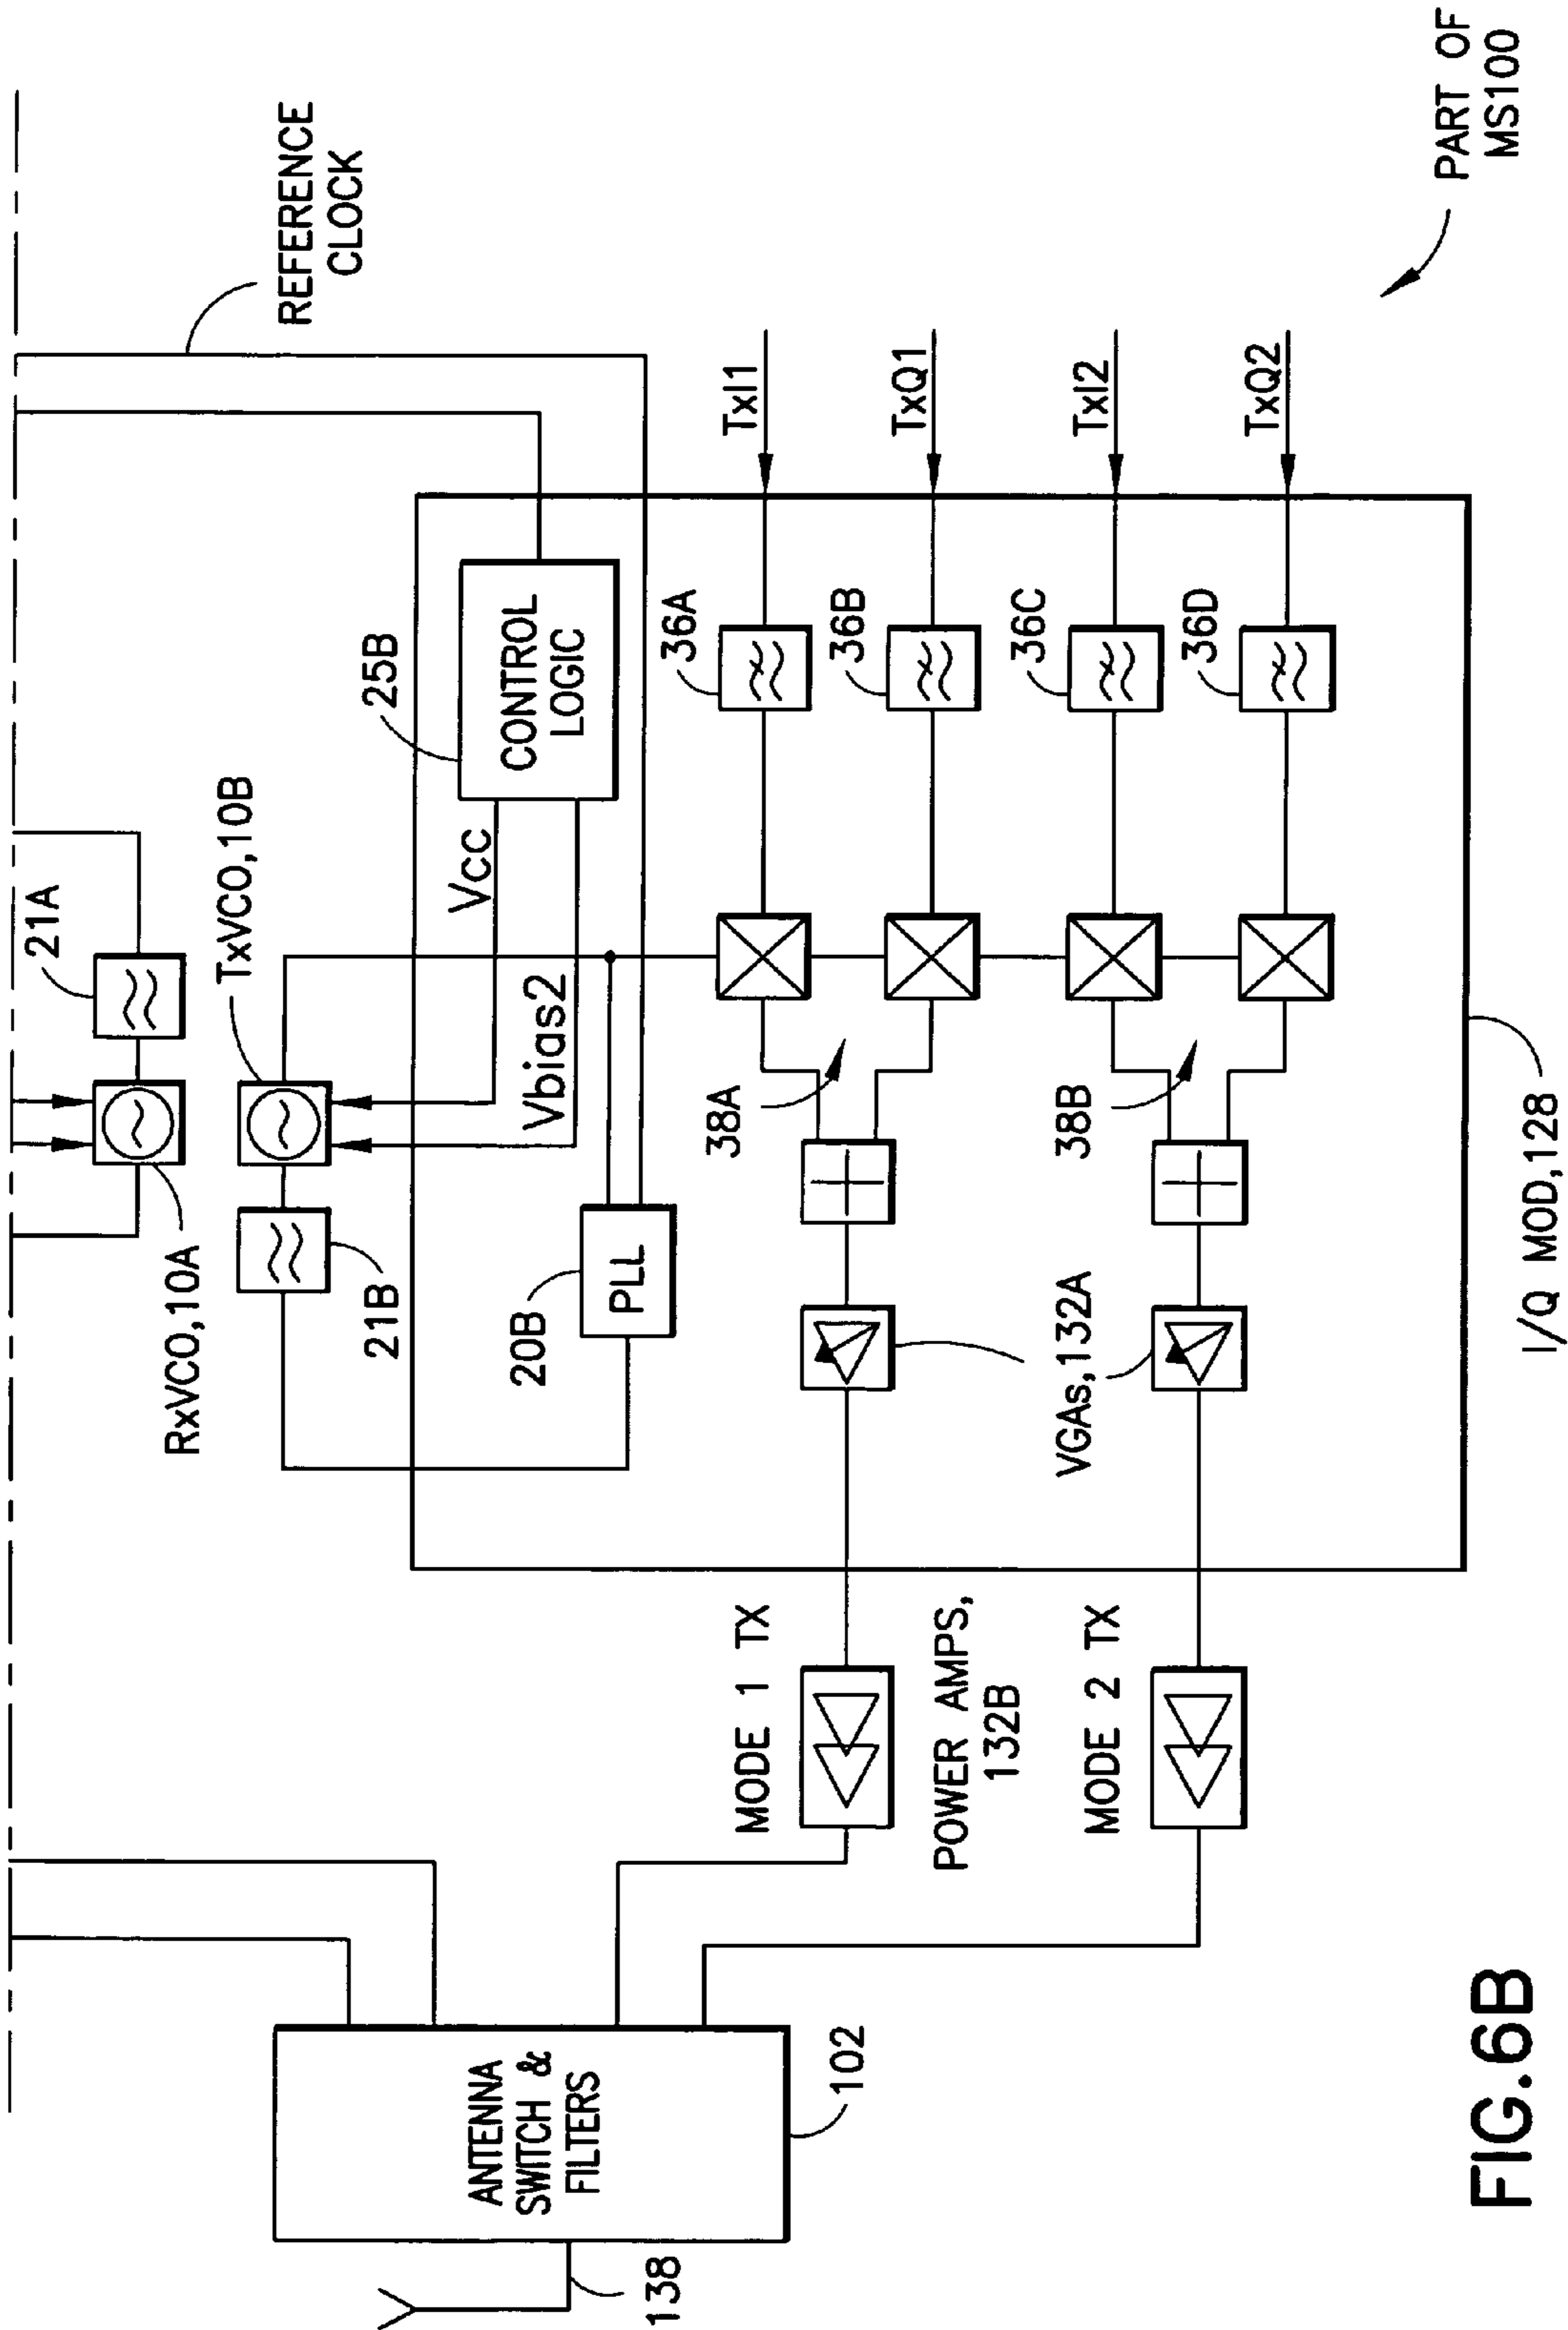 REFERENCE
CLOCK
21A
RxVCO,10A
TxVCO,10B
21B
25B
CONTROL
LOGIC
Vcc
Vbias2
20B
PLL
ANTENNA
SWITCH &
FILTERS
138
102
MODE 1 TX
POWER AMPS,
132B
MODE 2 TX
VGAs,132A
38A
38B
36A
36B
36C
36D
TxI1
TxQ1
TxI2
TxQ2
I/Q MOD,128
PART OF
MS100
FIG.6B